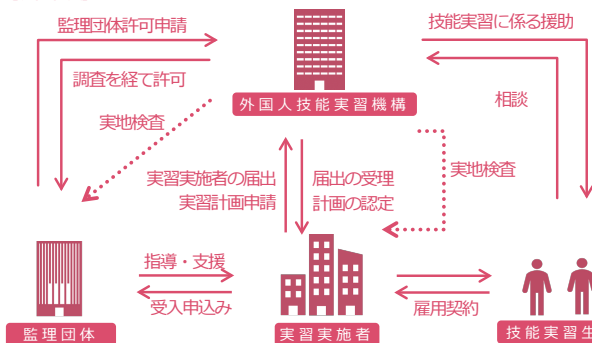 監理団体許可申請
技能実習に係る援助
調査を経て許可
外国人技能実習機構
相談
実地検査
実習実施者の届出
実習計画申請
届出の受理
計画の認定
実地検査
指導・支援
受入申込み
雇用契約
監理団体
実習実施者
技能実習生